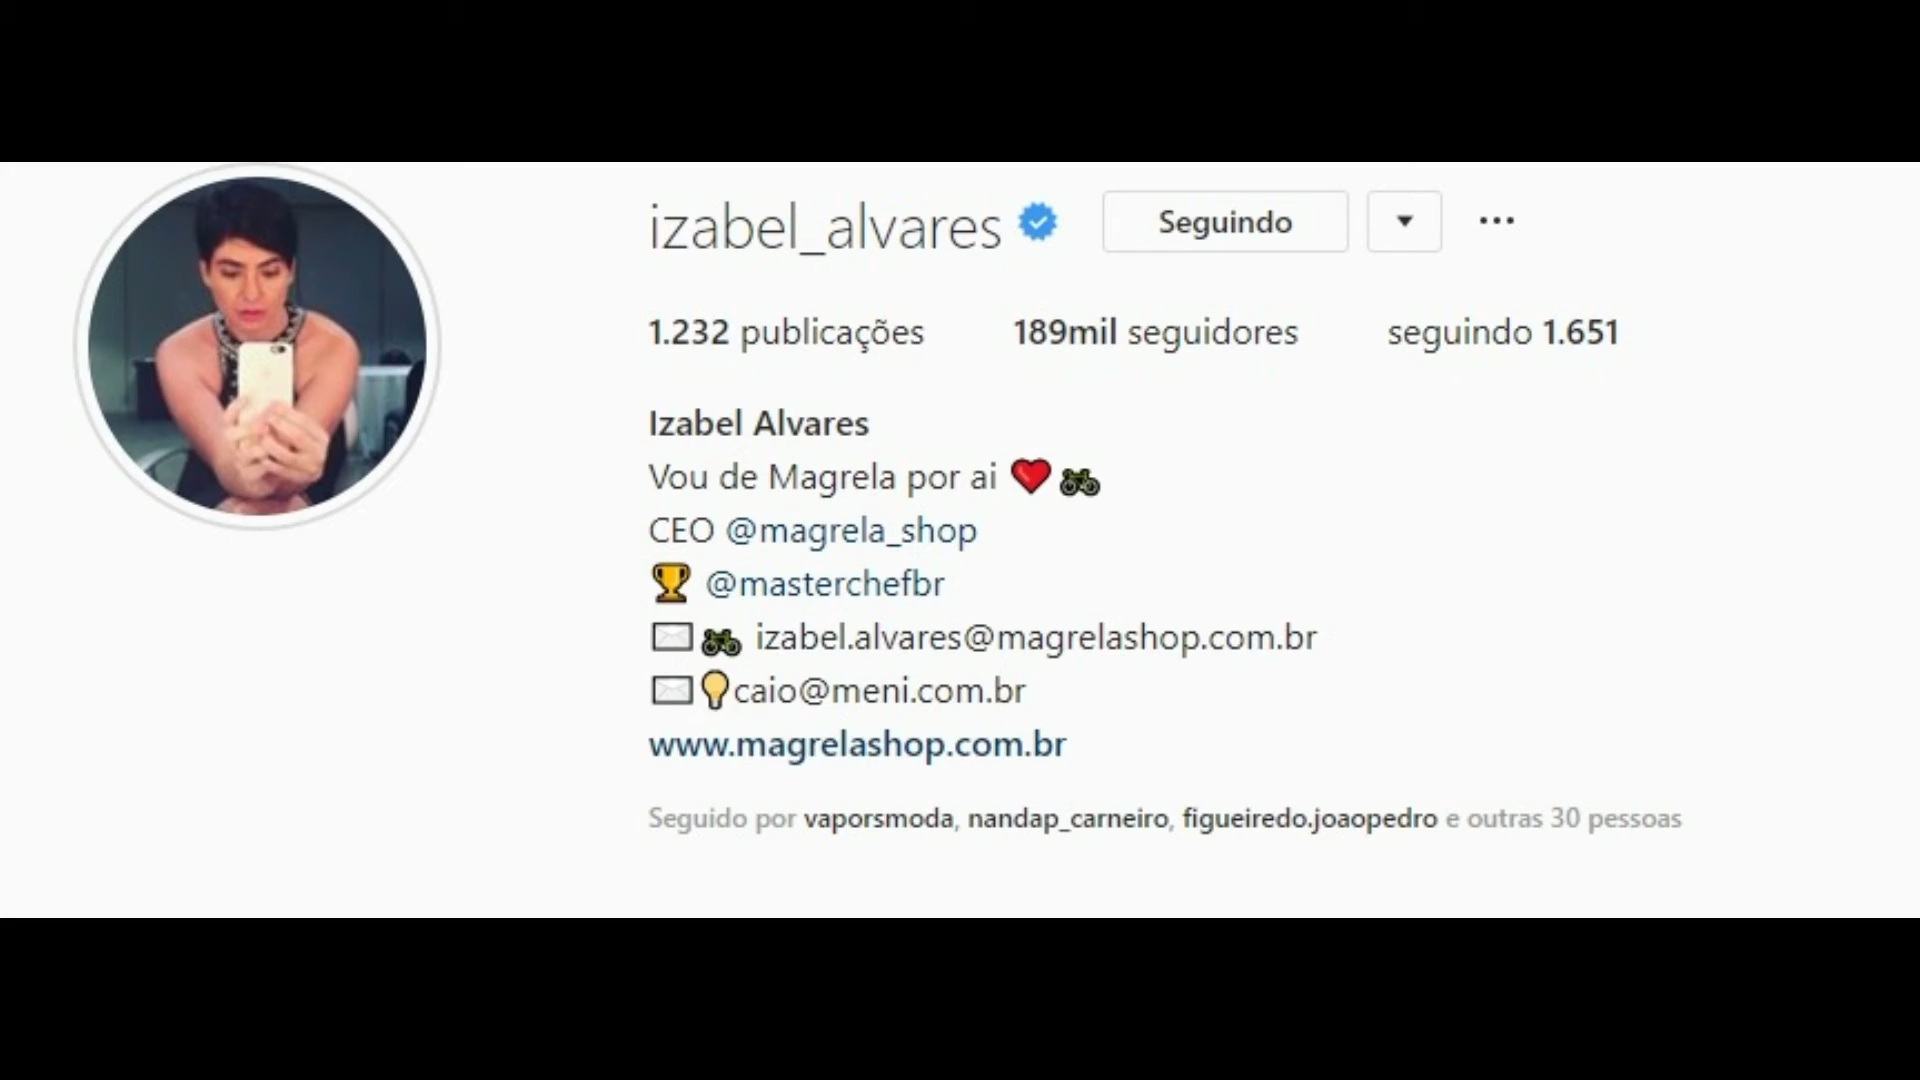 izabel_alvares Seguindo
1.232 publicações 189mil seguidores seguindo 1.651
Izabel Alvares
Vou de Magrela por ai
CEO @magrela_shop
@masterchefbr
izabel.alvares@magrelashop.com.br
caio@meni.com.br
www.magrelashop.com.br
Seguido por vaporsmoda, nandap_carneiro, figueiredo.joaopedro e outras 30 pessoas